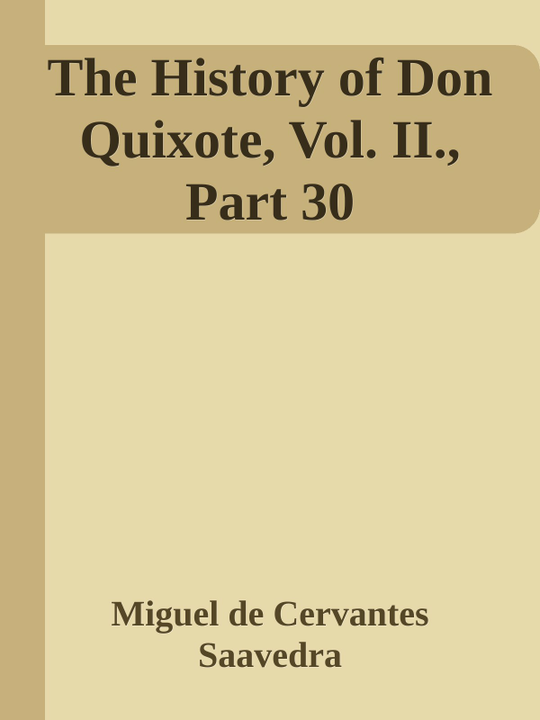 The History of Don
Quixote, Vol. II.,
Part 30
Miguel de Cervantes
Saavedra